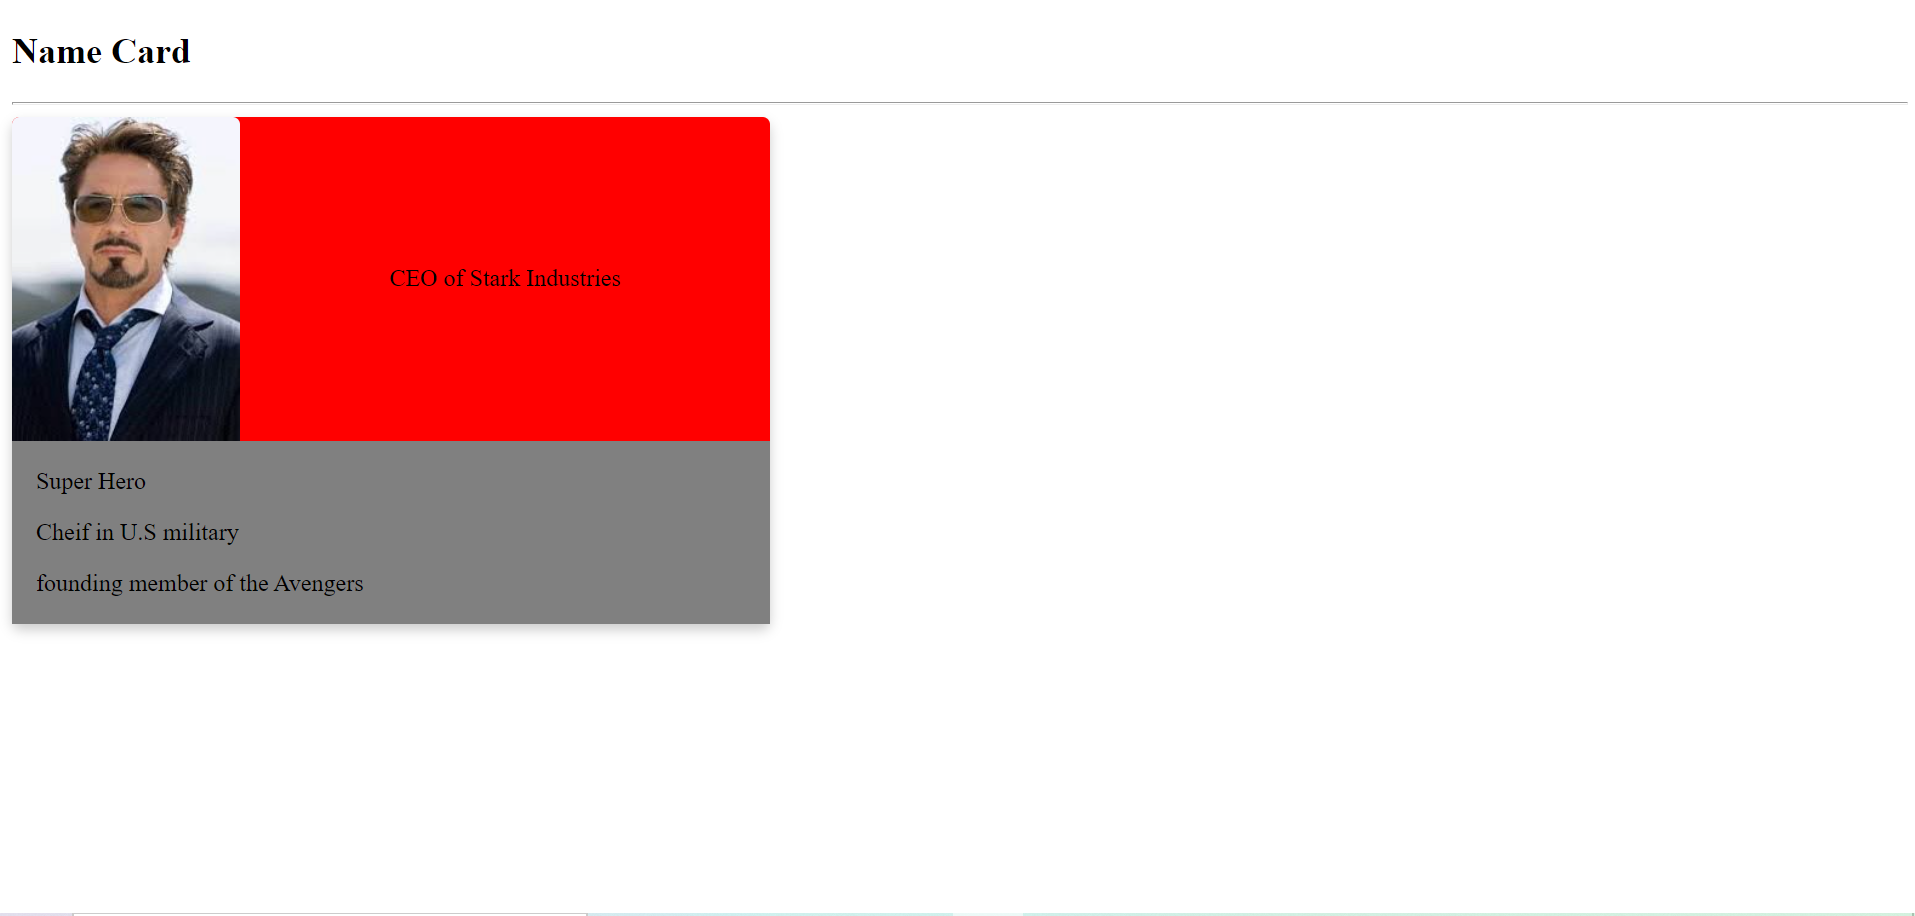 Name Card
CEO of Stark Industries
Super Hero
Cheif in U.S military
founding member of the Avengers